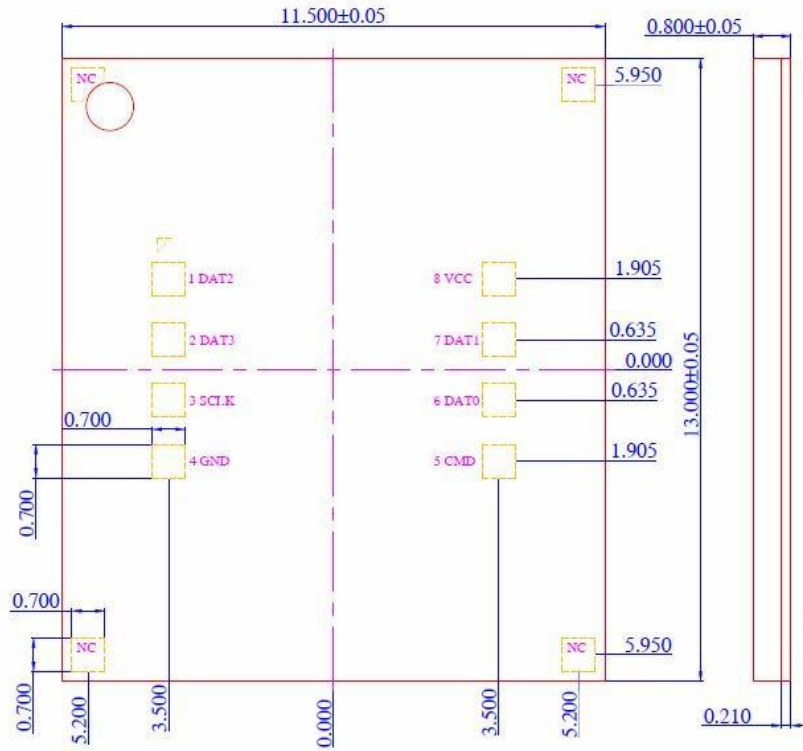 11.500±0.05
0.800±0.05
NC
NC
5.950
1 DAT2
8 VCC
1.905
2 DAT3
7 DAT1
0.635
0.000
13.000±0.05
3 SCLK
6 DAT0
0.635
0.700
4 GND
5 CMD
1.905
0.700
0.700
NC
NC
5.950
0.700
5.200
3.500
0.000
3.500
5.200
0.210